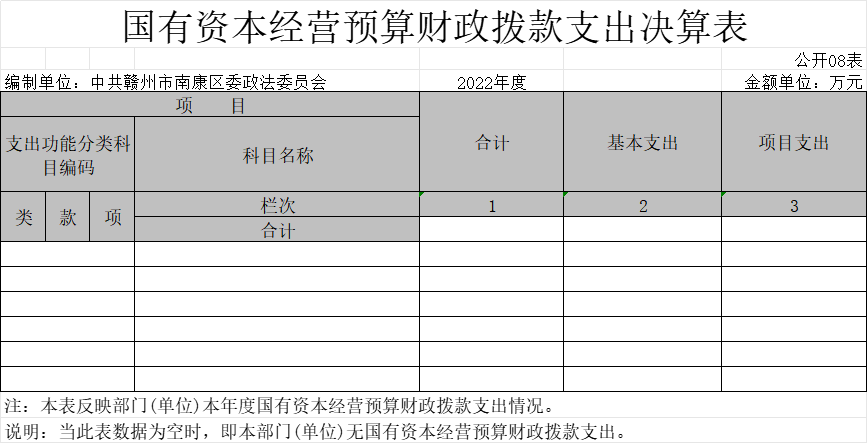 国有资本经营预算财政拨款支出决算表
公开08表
编制单位：中共赣州市南康区委政法委员会 2022年度 金额单位：万元
项 目
支出功能分类科目编码 科目名称 合计 基本支出 项目支出
类 款 项 栏次 1 2 3
合计
注：本表反映部门(单位)本年度国有资本经营预算财政拨款支出情况。
说明：当此表数据为空时，即本部门(单位)无国有资本经营预算财政拨款支出。